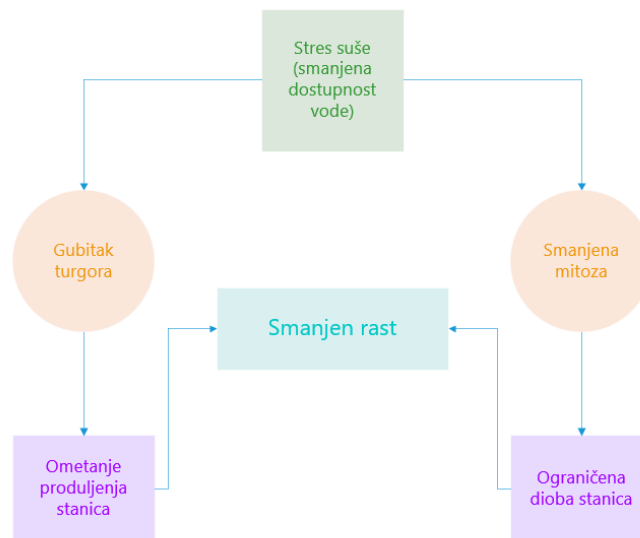 Stres suše
(smanjena
dostupnost
vode)
Gubitak
turgora
Smanjena
mitoza
Smanjen rast
Ometanje
produljenja
stanica
Ograničena
dioba stanica